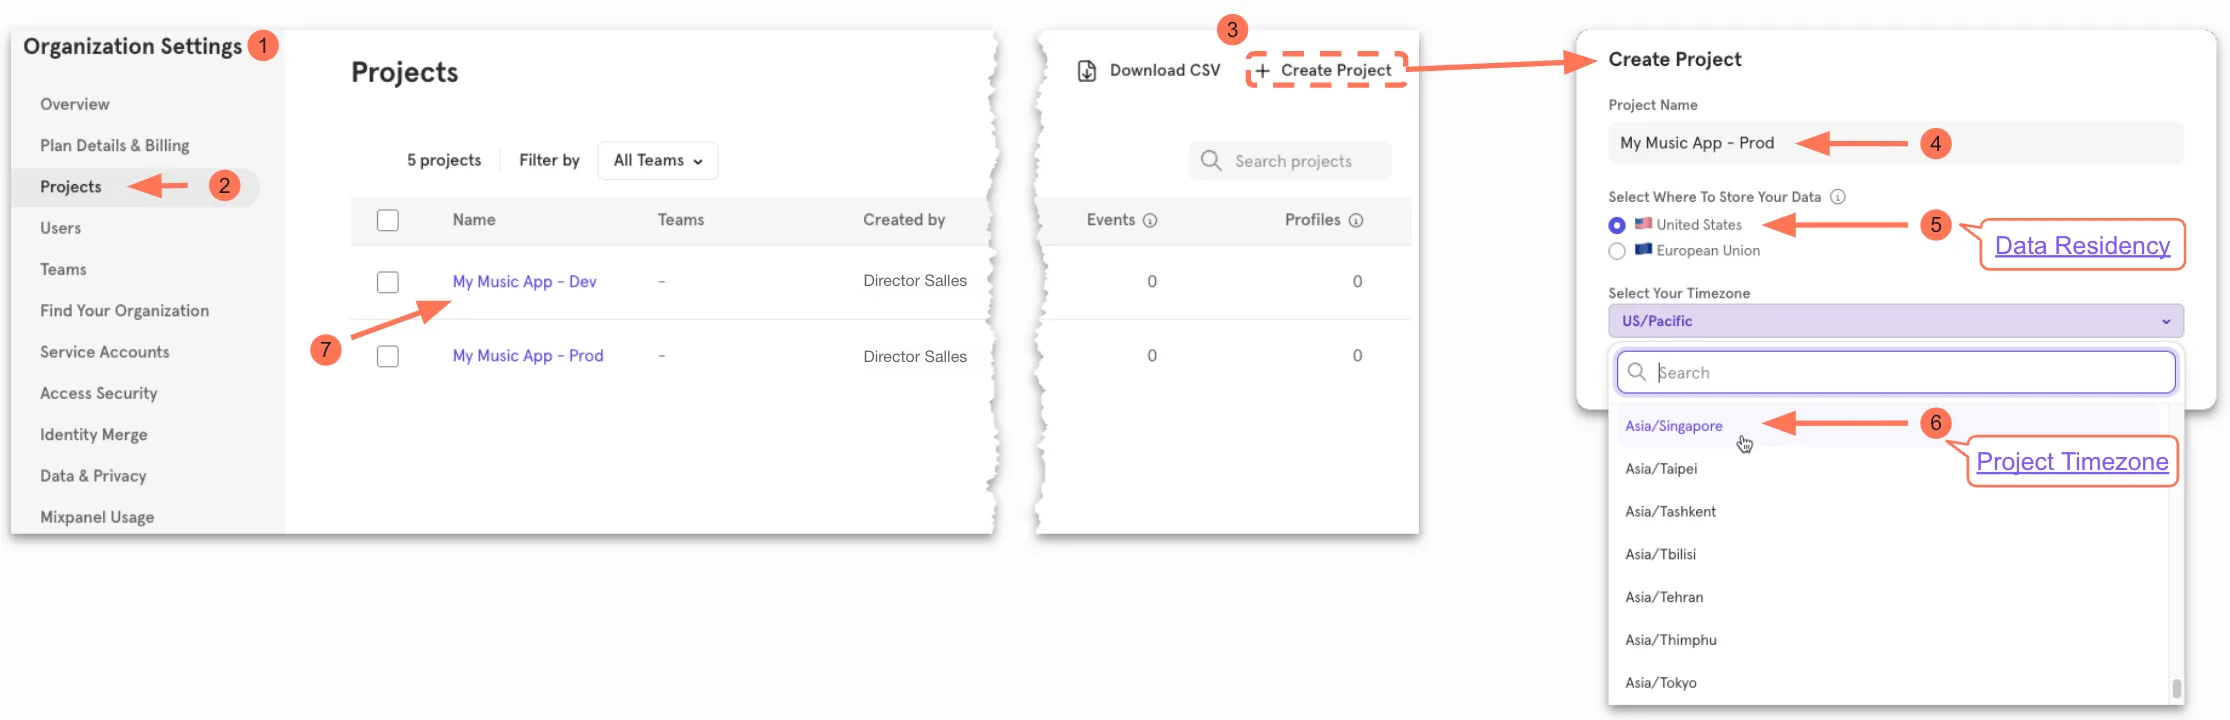 Organization Settings 1
Overview
Plan Details & Billing
Projects 2
Users
Teams
Find Your Organization
Service Accounts
Access Security
Identity Merge
Data & Privacy
Mixpanel Usage
Projects
5 projects Filter by All Teams
Name Teams Created by
My Music App - Dev - Director Salles
7
My Music App - Prod - Director Salles
3
Download CSV + Create Project
Search projects
Events Profiles
0 0
0 0
Create Project
Project Name
My Music App - Prod 4
Select Where To Store Your Data
United States 5
European Union
Data Residency
Select Your Timezone
US/Pacific
Search
Asia/Singapore 6
Project Timezone
Asia/Taipei
Asia/Tashkent
Asia/Tbilisi
Asia/Tehran
Asia/Thimphu
Asia/Tokyo